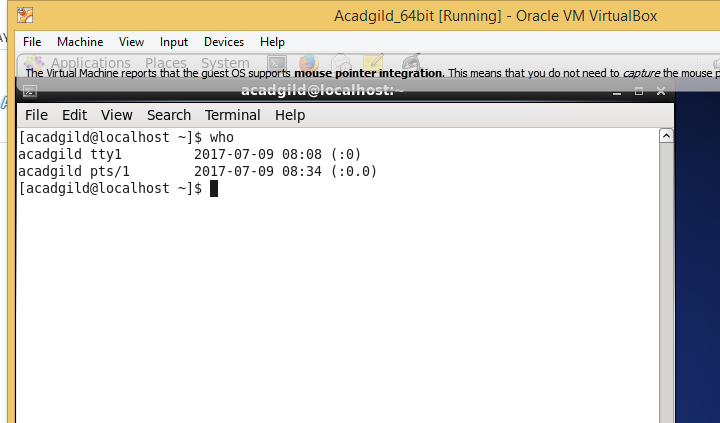 Acadgild_64bit [Running] - Oracle VM VirtualBox
File Machine View Input Devices Help
Applications Places System
The Virtual Machine reports that the guest OS supports mouse pointer integration. This means that you do not need to capture the mouse p
acadgild@localhost:~
File Edit View Search Terminal Help
[acadgild@localhost ~]$ who
acadgild tty1         2017-07-09 08:08 (:0)
acadgild pts/1        2017-07-09 08:34 (:0.0)
[acadgild@localhost ~]$